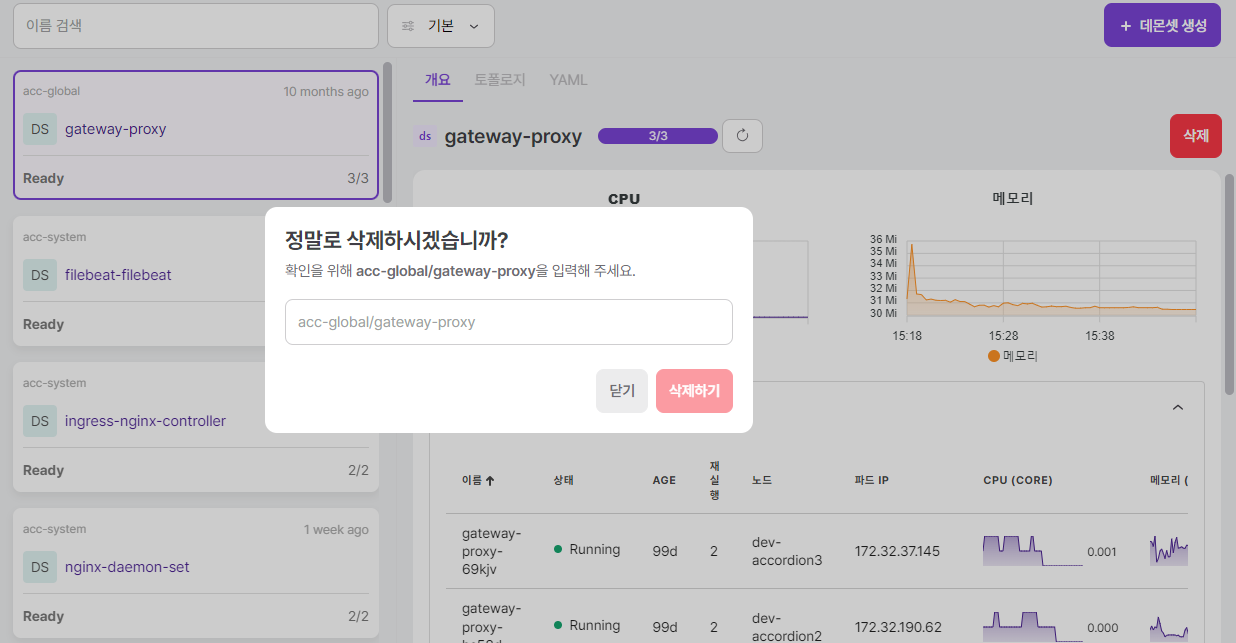 이름 검색
기본
+ 데몬셋 생성
acc-global
10 months ago
DS
gateway-proxy
Ready
3/3
acc-system
DS
filebeat-filebeat
Ready
acc-system
DS
ingress-nginx-controller
Ready
2/2
acc-system
1 week ago
DS
nginx-daemon-set
Ready
2/2
개요
토폴로지
YAML
ds
gateway-proxy
3/3
삭제
CPU
메모리
36 Mi
35 Mi
34 Mi
33 Mi
32 Mi
31 Mi
30 Mi
15:18
15:28
15:38
메모리
정말로 삭제하시겠습니까?
확인을 위해 acc-global/gateway-proxy을 입력해 주세요.
acc-global/gateway-proxy
닫기
삭제하기
이름
상태
AGE
재
실
행
노드
파드 IP
CPU (CORE)
메모리 (
gateway-
proxy-
69kjv
Running
99d
2
dev-
accordion3
172.32.37.145
0.001
gateway-
proxy-
Running
99d
2
dev-
accordion2
172.32.190.62
0.000